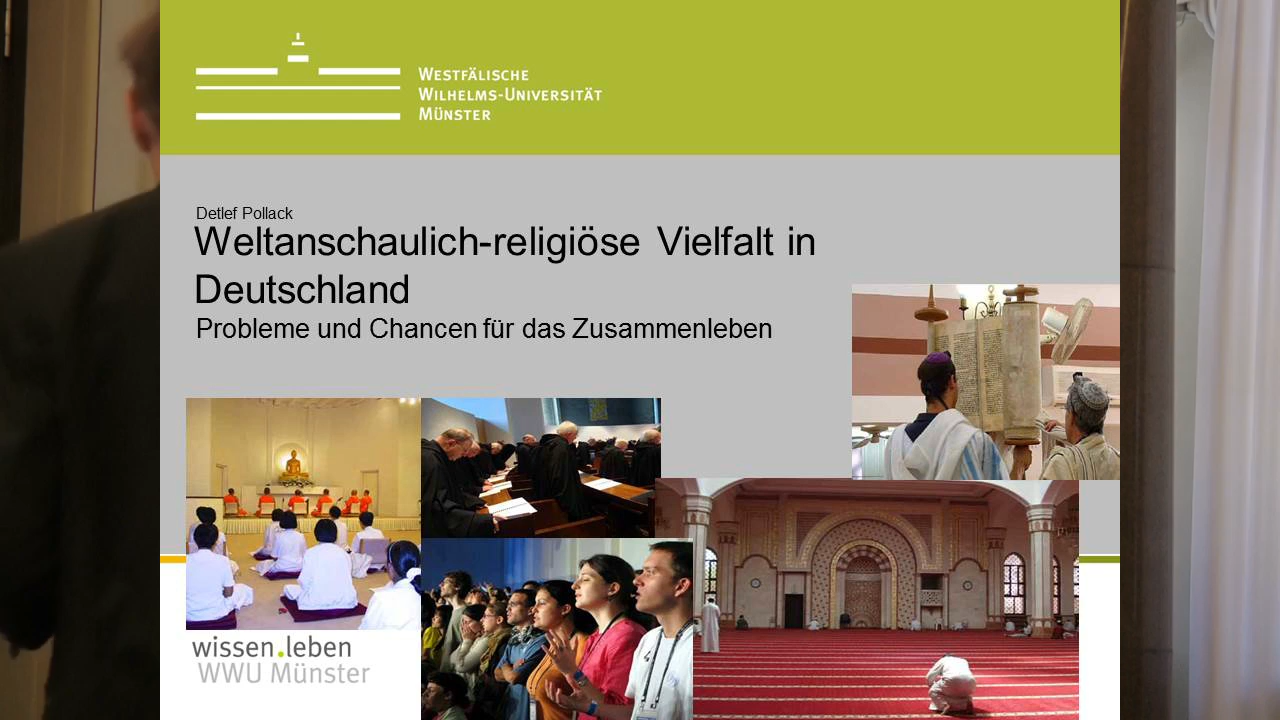 Westfälische
Wilhelms-Universität
Münster
Detlef Pollack
Weltanschaulich-religiöse Vielfalt in
Deutschland
Probleme und Chancen für das Zusammenleben
wissen.leben
WWU Münster